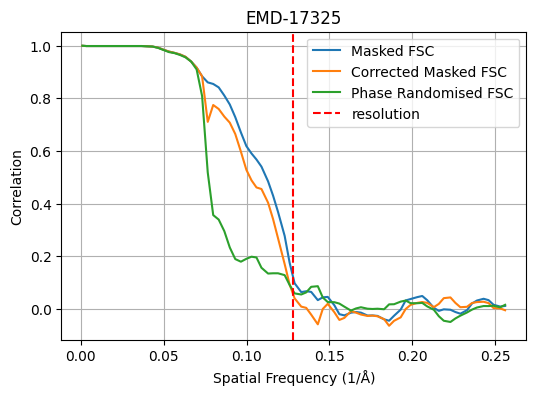 EMD-17325
Masked FSC
Corrected Masked FSC
Phase Randomised FSC
resolution
Correlation
1.0
0.8
0.6
0.4
0.2
0.0
0.00 0.05 0.10 0.15 0.20 0.25
Spatial Frequency (1/Å)